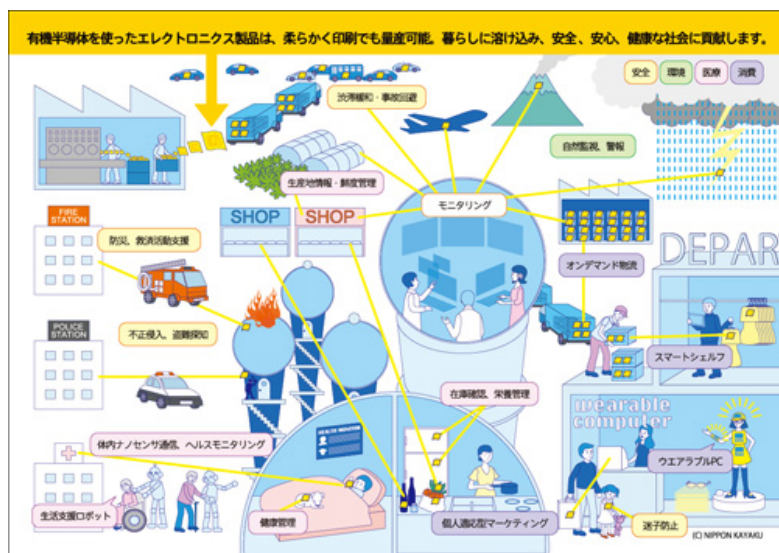 有機半導体を使ったエレクトロニクス製品は、柔らかく印刷でも量産可能。暮らしに溶け込み、安全、安心、健康な社会に貢献します。
安全 環境 医療 消費
渋滞緩和・事故回避
自然監視、警報
生産地情報・鮮度管理
モニタリング
SHOP SHOP
FIRE STATION
防災、救済活動支援
オンデマンド物流
DEPAR
POLICE STATION
不正侵入、盗難探知
スマートシェルフ
在庫確認、栄養管理
wearable
computer
体内ナノセンサ通信、ヘルスモニタリング
HEALTH MONITOR
ウエアラブルPC
生活支援ロボット
健康管理
個人適応型マーケティング
迷子防止
(C) NIPPON KAYAKU